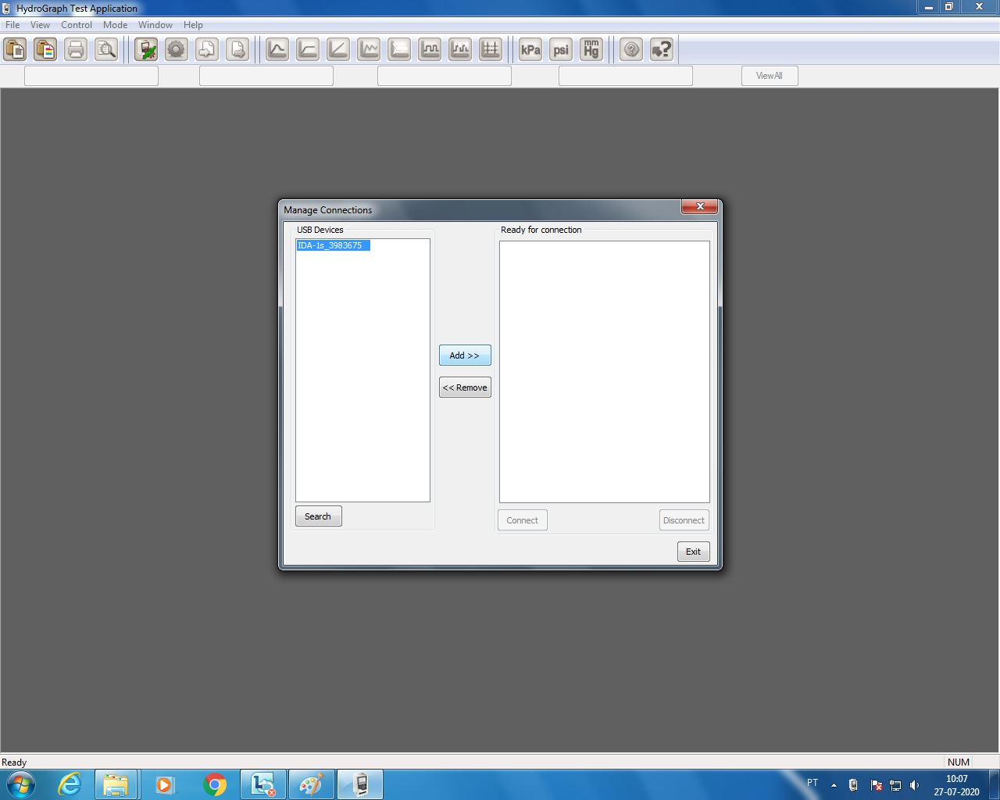 HydroGraph Test Application
File View Control Mode Window Help
kPa psi mm Hg
ViewAll
Manage Connections
USB Devices
Ready for connection
IDA-1s_3983675
Add >>
<< Remove
Search
Connect
Disconnect
Exit
Ready
NUM
PT
10:07
27-07-2020